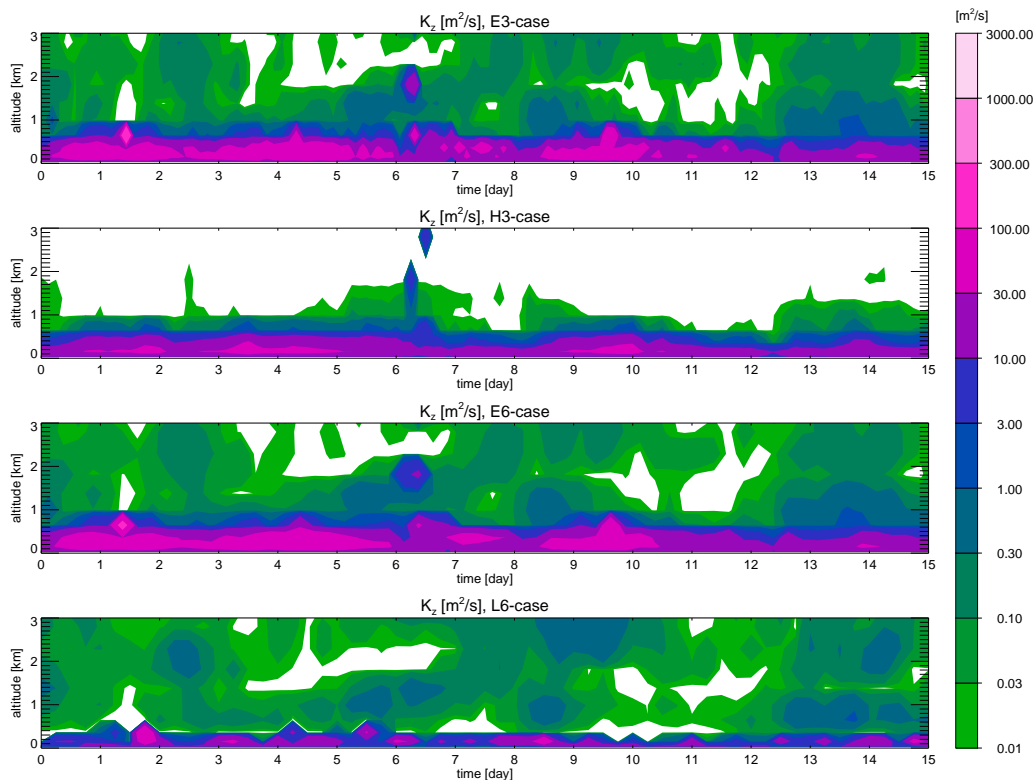 K_z [m²/s], E3-case
[m²/s]
altitude [km]
3
2
1
0
0 1 2 3 4 5 6 7 8 9 10 11 12 13 14 15
time [day]
K_z [m²/s], H3-case
altitude [km]
3
2
1
0
0 1 2 3 4 5 6 7 8 9 10 11 12 13 14 15
time [day]
K_z [m²/s], E6-case
altitude [km]
3
2
1
0
0 1 2 3 4 5 6 7 8 9 10 11 12 13 14 15
time [day]
K_z [m²/s], L6-case
altitude [km]
3
2
1
0
0 1 2 3 4 5 6 7 8 9 10 11 12 13 14 15
time [day]
3000.00
1000.00
300.00
100.00
30.00
10.00
3.00
1.00
0.30
0.10
0.03
0.01